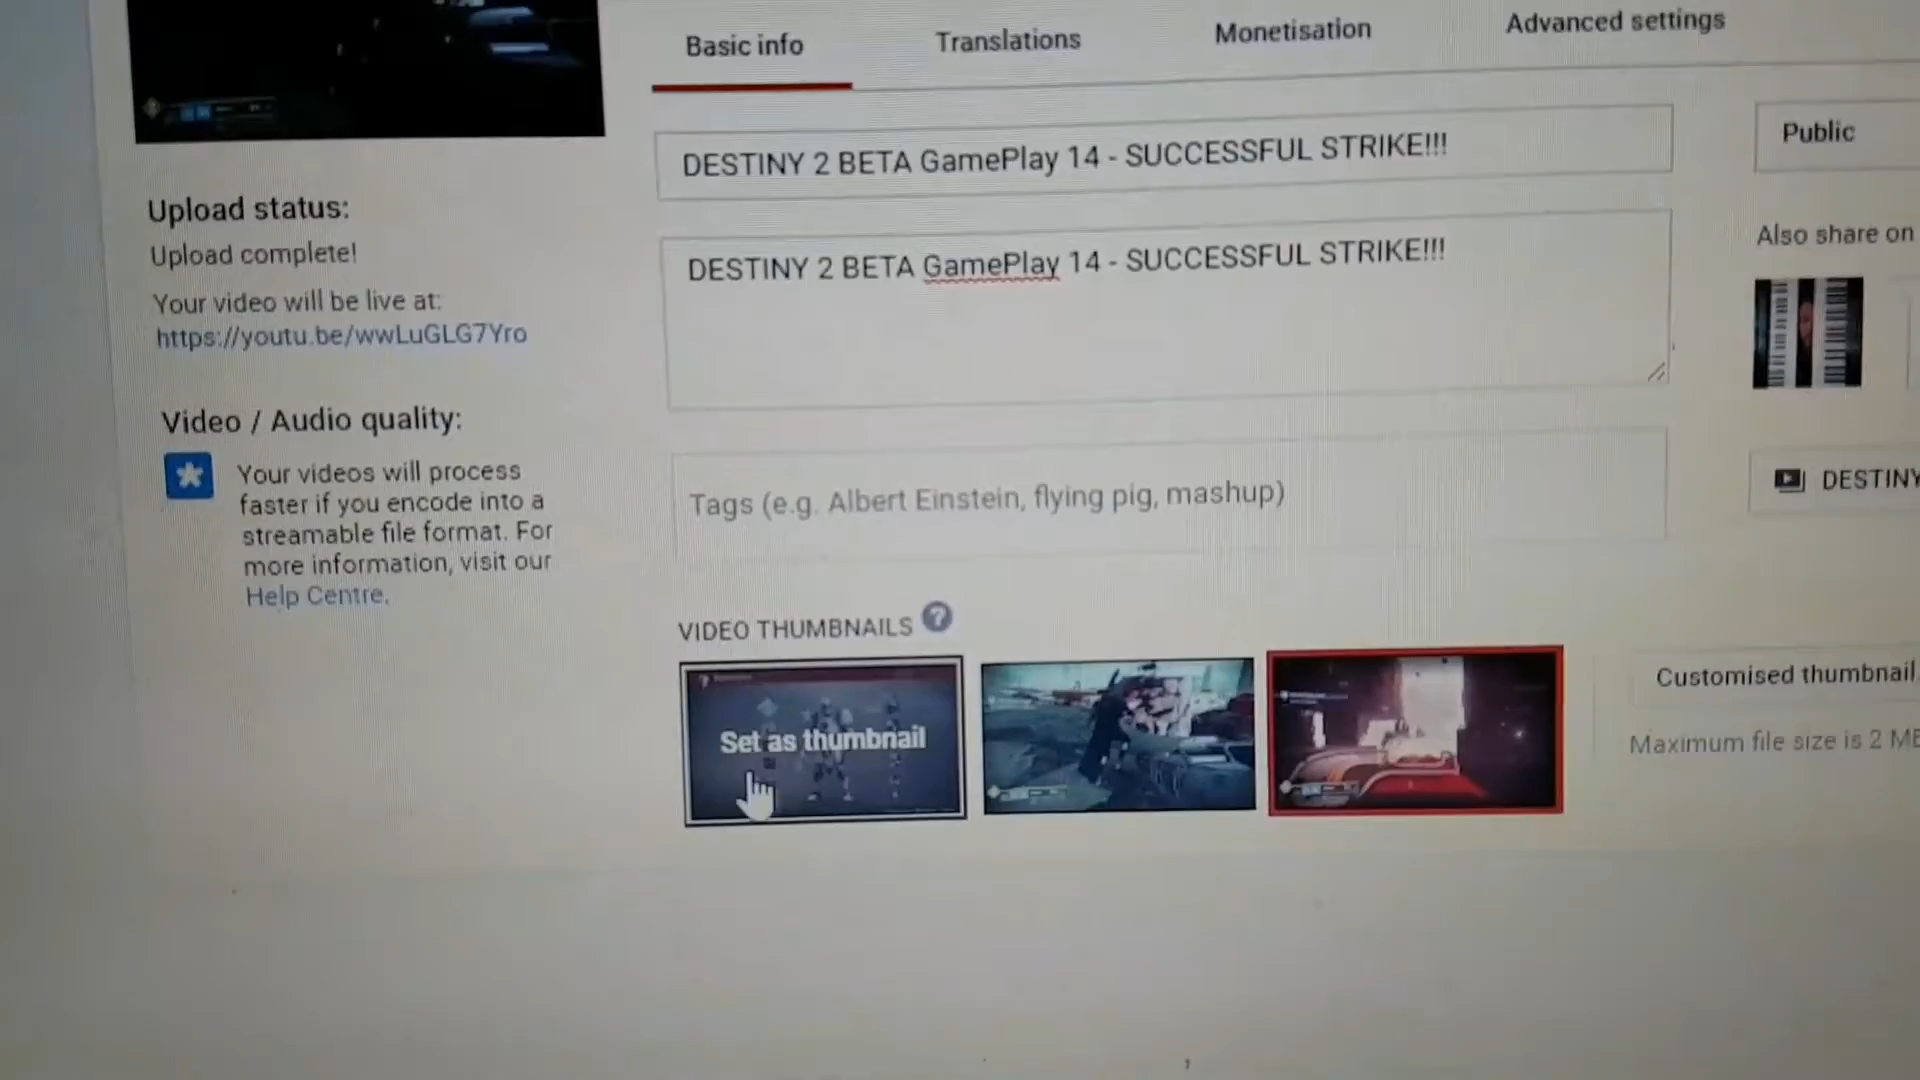 Basic info
Translations
Monetisation
Advanced settings
DESTINY 2 BETA GamePlay 14 - SUCCESSFUL STRIKE!!!
Public
Upload status:
Upload complete!
Your video will be live at:
https://youtu.be/wwLuGLG7Yro
DESTINY 2 BETA GamePlay 14 - SUCCESSFUL STRIKE!!!
Also share on
Video / Audio quality:
Your videos will process
faster if you encode into a
streamable file format. For
more information, visit our
Help Centre.
Tags (e.g. Albert Einstein, flying pig, mashup)
DESTINY
VIDEO THUMBNAILS ?
Set as thumbnail
Customised thumbnail
Maximum file size is 2 MB